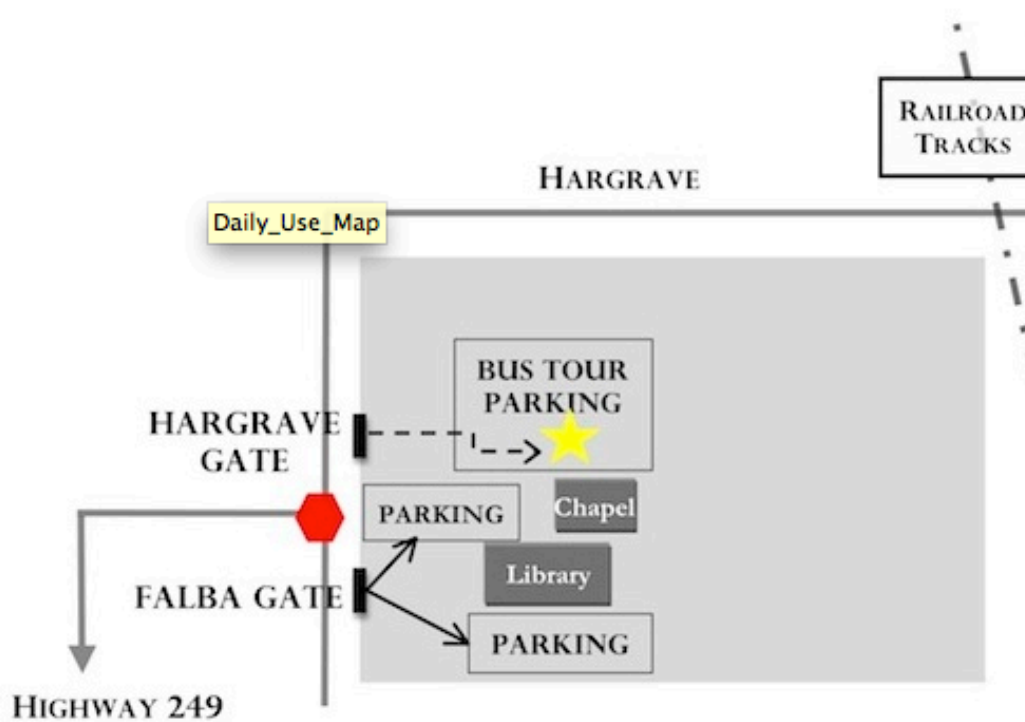 RAILROAD
TRACKS
HARGRAVE
Daily_Use_Map
BUS TOUR
PARKING
HARGRAVE
GATE
PARKING
Chapel
Library
FALBA GATE
PARKING
HIGHWAY 249